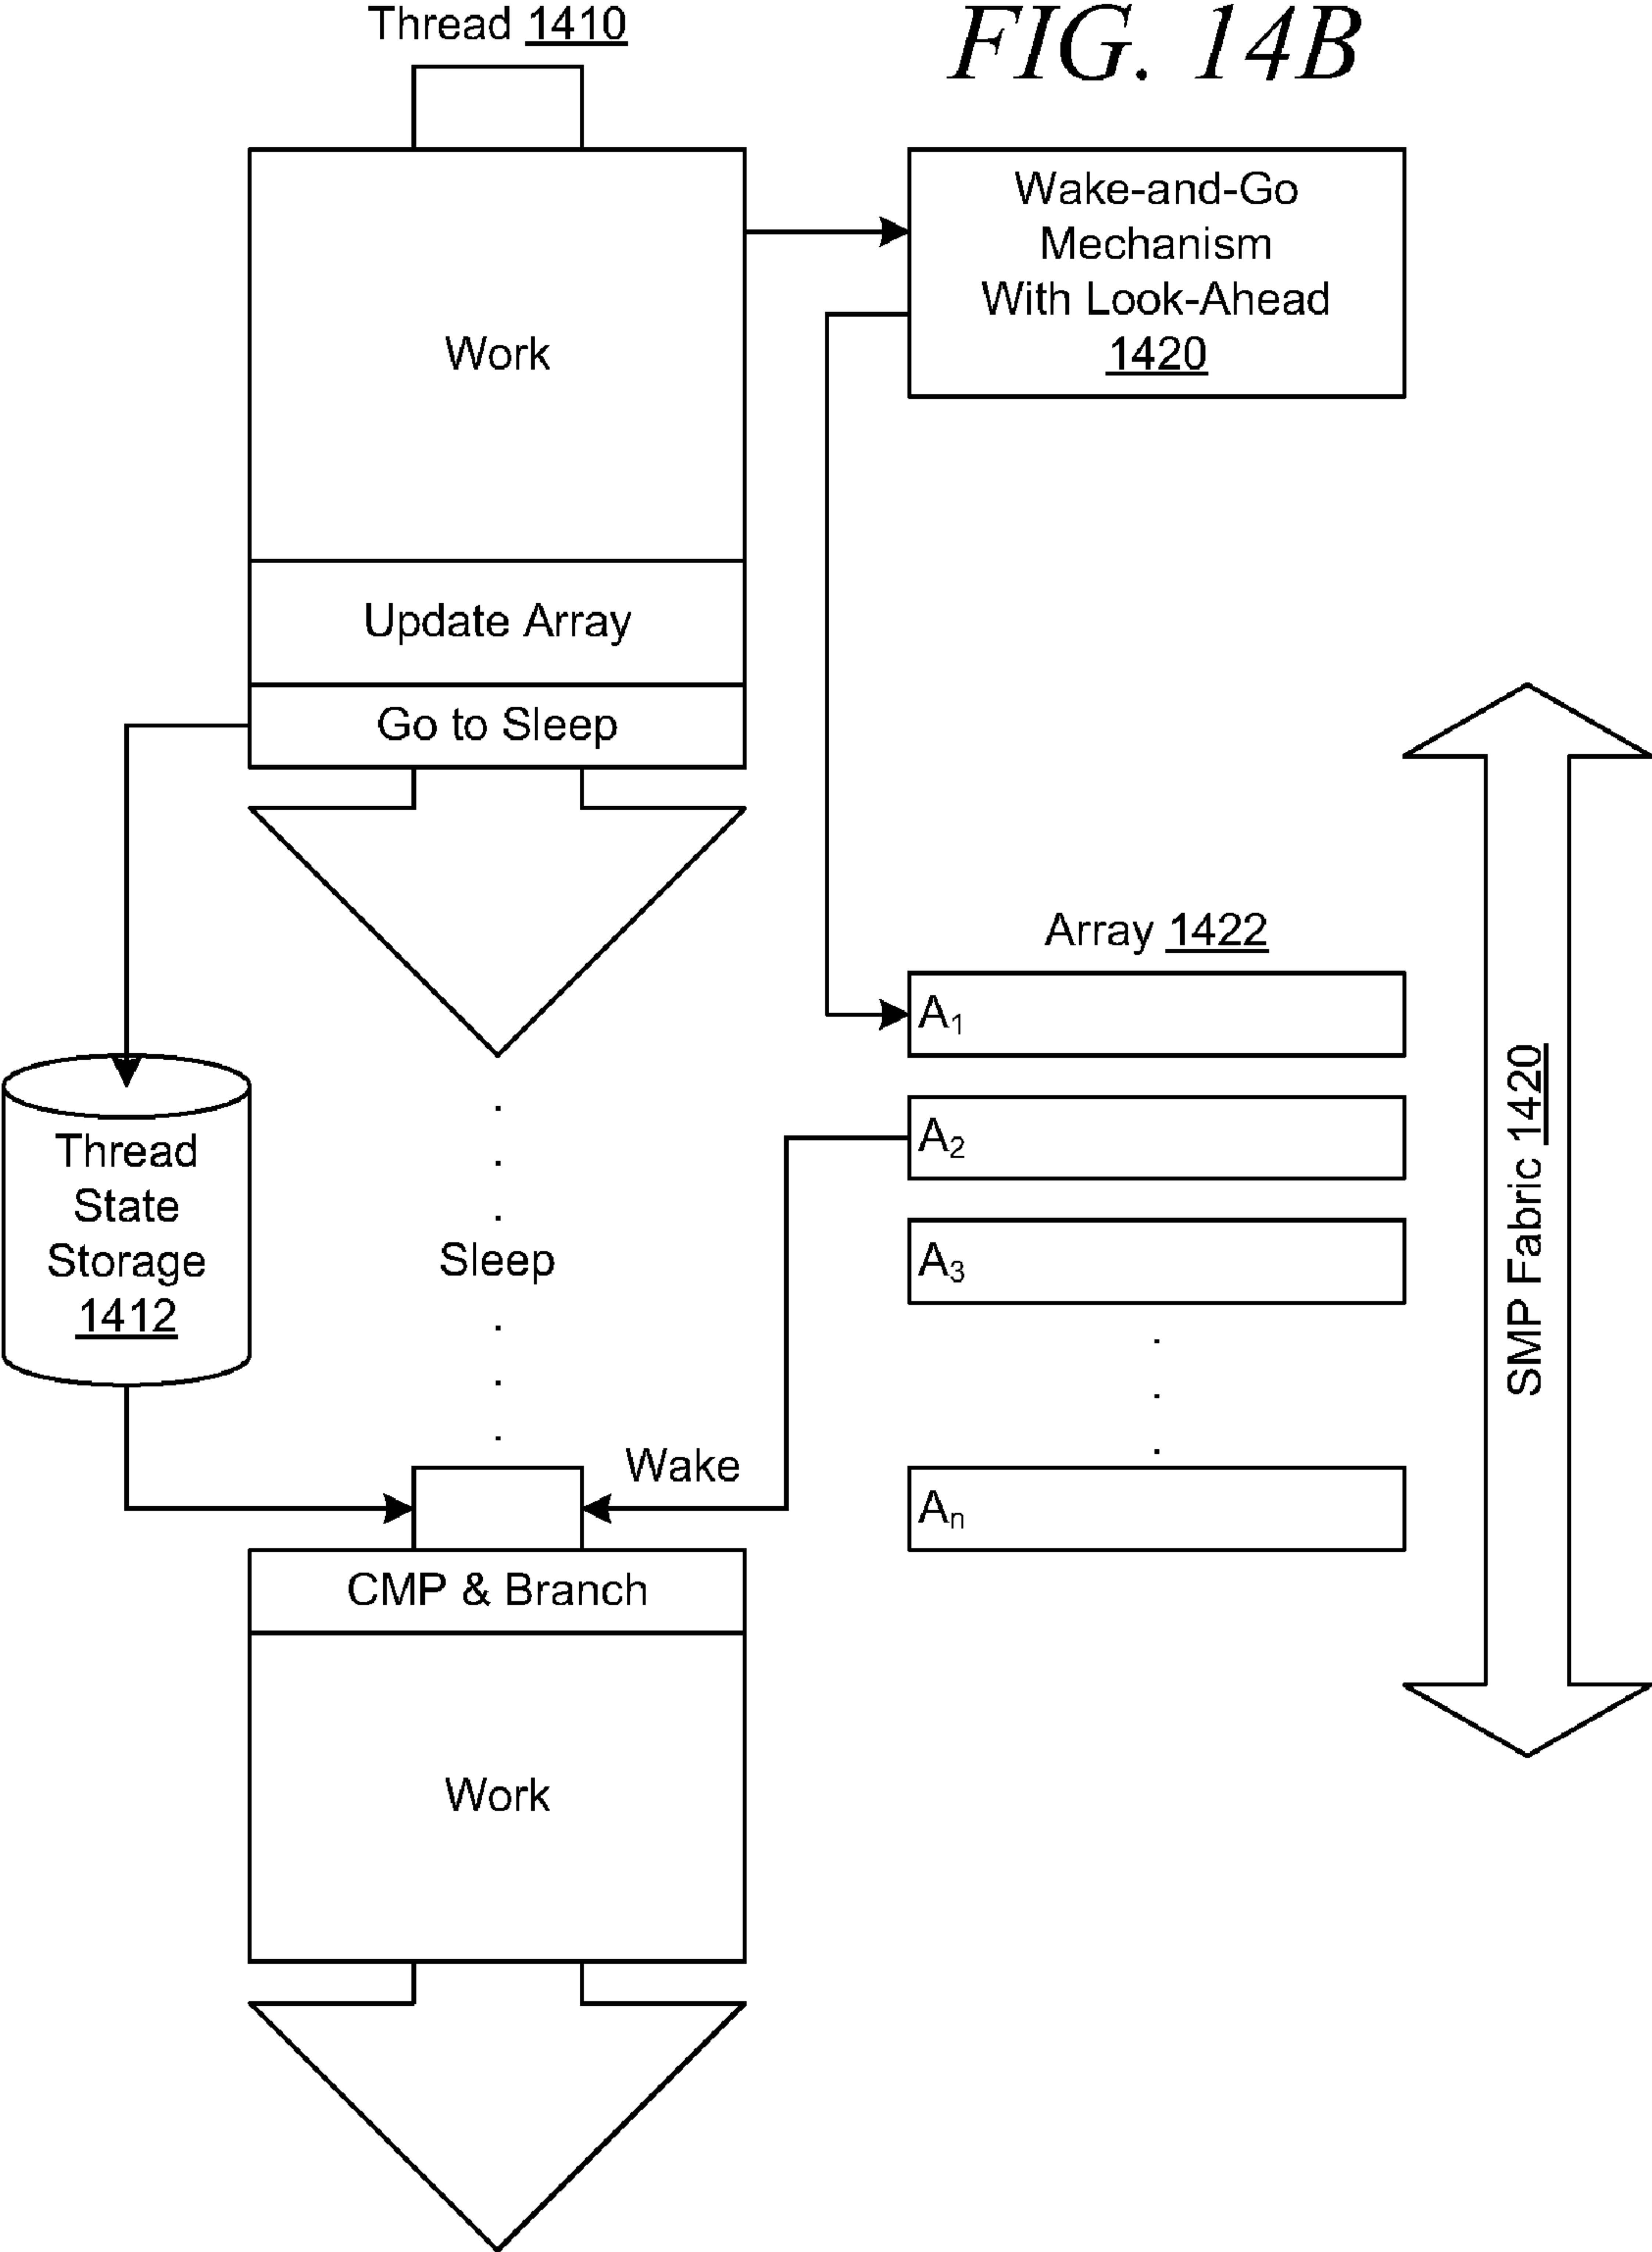 Thread 1410
FIG. 14B
Wake-and-Go
Mechanism
With Look-Ahead
1420
Work
Update Array
Go to Sleep
Array 1422
A1
A2
A3
An
SMP Fabric 1420
Thread
State
Storage
1412
Sleep
Wake
CMP & Branch
Work